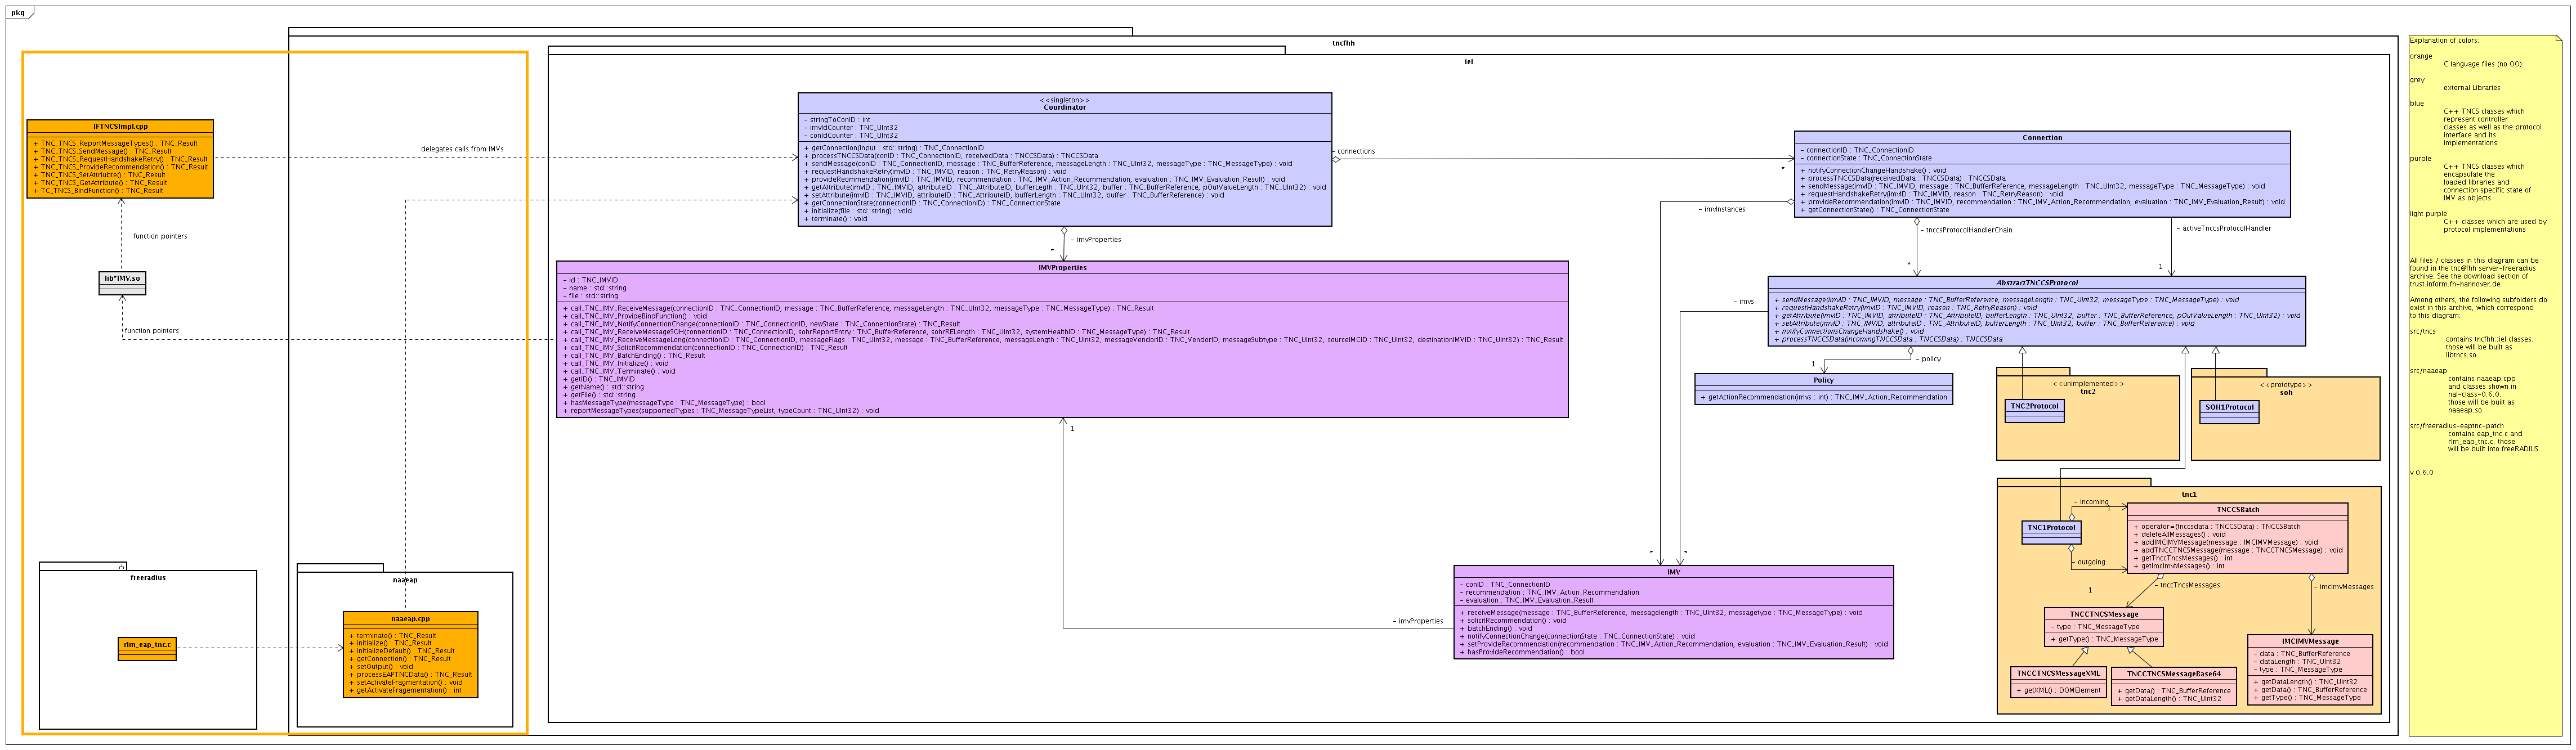 pkg
tncfhh
iel
IFTNCSImpl.cpp
+ TNC_TNCS_ReportMessageTypes() : TNC_Result
+ TNC_TNCS_SendMessage() : TNC_Result
+ TNC_TNCS_RequestHandshakeRetry() : TNC_Result
+ TNC_TNCS_ProvideRecommendation() : TNC_Result
+ TNC_TNCS_SetAttriubte() : TNC_Result
+ TNC_TNCS_GetAttribute() : TNC_Result
+ TC_TNCS_BindFunction() : TNC_Result
delegates calls from IMVs
function pointers
lib*IMV.so
function pointers
freeradius
rlm_eap_tnc.c
naaeap
naaeap.cpp
+ terminate() : TNC_Result
+ initialize() : TNC_Result
+ initializeDefault() : TNC_Result
+ getConnection() : TNC_Result
+ setOutput() : void
+ processEAPTNCData() : TNC_Result
+ setActivateFragmentation() : void
+ getActivateFragementation() : int
<<singleton>>
Coordinator
- stringToConID : int
- imvIdCounter : TNC_UInt32
- conIdCounter : TNC_UInt32
+ getConnection(input : std::string) : TNC_ConnectionID
+ processTNCCSData(conID : TNC_ConnectionID, receivedData : TNCCSData) : TNCCSData
+ sendMessage(conID : TNC_ConnectionID, message : TNC_BufferReference, messageLength : TNC_UInt32, messageType : TNC_MessageType) : void
+ requestHandshakeRetry(imvID : TNC_IMVID, reason : TNC_RetryReason) : void
+ provideReommendation(imvID : TNC_IMVID, recommendation : TNC_IMV_Action_Recommendation, evaluation : TNC_IMV_Evaluation_Result) : void
+ getAttribute(imvID : TNC_IMVID, attributeID : TNC_AttributeID, bufferLegth : TNC_UInt32, buffer : TNC_BufferReference, pOutValueLength : TNC_UInt32) : void
+ setAttribute(imvID : TNC_IMVID, attributeID : TNC_AttributeID, bufferLength : TNC_UInt32, buffer : TNC_BufferReference) : void
+ getConnectionState(connectionID : TNC_ConnectionID) : TNC_ConnectionState
+ initialize(file : std::string) : void
+ terminate() : void
- connections
*
- imvProperties
*
IMVProperties
- id : TNC_IMVID
- name : std::string
- file : std::string
+ call_TNC_IMV_ReceiveMessage(connectionID : TNC_ConnectionID, message : TNC_BufferReference, messageLength : TNC_UInt32, messageType : TNC_MessageType) : TNC_Result
+ call_TNC_IMV_ProvideBindFunction() : void
+ call_TNC_IMV_NotifyConnectionChange(connectionID : TNC_ConnectionID, newState : TNC_ConnectionState) : TNC_Result
+ call_TNC_IMV_ReceiveMessageSOH(connectionID : TNC_ConnectionID, sohrReportEntry : TNC_BufferReference, sohrRELength : TNC_UInt32, systemHealthID : TNC_MessageType) : TNC_Result
+ call_TNC_IMV_ReceiveMessageLong(connectionID : TNC_ConnectionID, messageFlags : TNC_UInt32, message : TNC_BufferReference, messageLength : TNC_UInt32, messageVendorID : TNC_VendorID, messageSubtype : TNC_UInt32, sourceIMCID : TNC_UInt32, destinationIMVID : TNC_UInt32) : TNC_Result
+ call_TNC_IMV_SolicitRecommendation(connectionID : TNC_ConnectionID) : TNC_Result
+ call_TNC_IMV_BatchEnding() : TNC_Result
+ call_TNC_IMV_Initialize() : void
+ call_TNC_IMV_Terminate() : void
+ getID() : TNC_IMVID
+ getName() : std::string
+ getFile() : std::string
+ hasMessageType(messageType : TNC_MessageType) : bool
+ reportMessageTypes(supportedTypes : TNC_MessageTypeList, typeCount : TNC_UInt32) : void
1
- imvProperties
Connection
- connectionID : TNC_ConnectionID
- connectionState : TNC_ConnectionState
+ notifyConnectionChangeHandshake() : void
+ processTNCCSData(receivedData : TNCCSData) : TNCCSData
+ sendMessage(imvID : TNC_IMVID, message : TNC_BufferReference, messageLength : TNC_UInt32, messageType : TNC_MessageType) : void
+ requestHandshakeRetry(imvID : TNC_IMVID, reason : TNC_RetryReason) : void
+ provideRecommendation(imvID : TNC_IMVID, recommendation : TNC_IMV_Action_Recommendation, evaluation : TNC_IMV_Evaluation_Result) : void
+ getConnectionState() : TNC_ConnectionState
- imvInstances
- tnccsProtocolHandlerChain
*
- activeTnccsProtocolHandler
1
AbstractTNCCSProtocol
+ sendMessage(imvID : TNC_IMVID, message : TNC_BufferReference, messageLength : TNC_UInt32, messageType : TNC_MessageType) : void
+ requestHandshakeRetry(imvID : TNC_IMVID, reason : TNC_RetryReason) : void
+ getAttribute(imvID : TNC_IMVID, attributeID : TNC_AttributeID, bufferLength : TNC_UInt32, buffer : TNC_BufferReference, pOutValueLength : TNC_UInt32) : void
+ setAttribute(imvID : TNC_IMVID, attributeID : TNC_AttributeID, bufferLength : TNC_UInt32, buffer : TNC_BufferReference) : void
+ notifyConnectionsChangeHandshake() : void
+ processTNCCSData(incomingTNCCSData : TNCCSData) : TNCCSData
- imvs
- policy
1
Policy
+ getActionRecommendation(imvs : int) : TNC_IMV_Action_Recommendation
<<unimplemented>>
tnc2
TNC2Protocol
<<prototype>>
soh
SOH1Protocol
*
*
IMV
- conID : TNC_ConnectionID
- recommendation : TNC_IMV_Action_Recommendation
- evaluation : TNC_IMV_Evaluation_Result
+ receiveMessage(message : TNC_BufferReference, messagelength : TNC_UInt32, messagetype : TNC_MessageType) : void
+ solicitRecommendation() : void
+ batchEnding() : void
+ notifyConnectionChange(connectionState : TNC_ConnectionState) : void
+ setProvideRecommendation(recommendation : TNC_IMV_Action_Recommendation, evaluation : TNC_IMV_Evaluation_Result) : void
+ hasProvideRecommendation() : bool
tnc1
TNC1Protocol
- incoming
1
- outgoing
TNCCSBatch
+ operator=(tnccsdata : TNCCSData) : TNCCSBatch
+ deleteAllMessages() : void
+ addIMCIMVMessage(message : IMCIMVMessage) : void
+ addTNCCTNCSMessage(message : TNCCTNCSMessage) : void
+ getTnccTncsMessages() : int
+ getImcImvMessages() : int
- tnccTncsMessages
1
- imcImvMessages
TNCCTNCSMessage
- type : TNC_MessageType
+ getType() : TNC_MessageType
TNCCTNCSMessageXML
+ getXML() : DOMElement
TNCCTNCSMessageBase64
+ getData() : TNC_BufferReference
+ getDataLength() : TNC_UInt32
IMCIMVMessage
- data : TNC_BufferReference
- dataLength : TNC_UInt32
- type : TNC_MessageType
+ getDataLength() : TNC_UInt32
+ getData() : TNC_BufferReference
+ getType() : TNC_MessageType
Explanation of colors:
orange
C language files (no OO)
grey
external Libraries
blue
C++ TNCS classes which
represent controller
classes as well as the protocol
interface and its
implementations
purple
C++ TNCS classes which
encapsulate the
loaded libraries and
connection specific state of
IMV as objects
light purple
C++ classes which are used by
protocol implementations
All files / classes in this diagram can be
found in the tnc@fhh server-freeradius
archive. See the download section of
trust.inform.fh-hannover.de
Among others, the following subfolders do
exist in this archive, which correspond
to this diagram:
src/tncs
contains tncfhh::iel classes.
those will be built as
libtncs.so
src/naaeap
contains naaeap.cpp
and classes shown in
nal-class-0.6.0.
those will be built as
naaeap.so
src/freeradius-eaptnc-patch
contains eap_tnc.c and
rlm_eap_tnc.c. those
will be built into freeRADIUS.
v 0.6.0